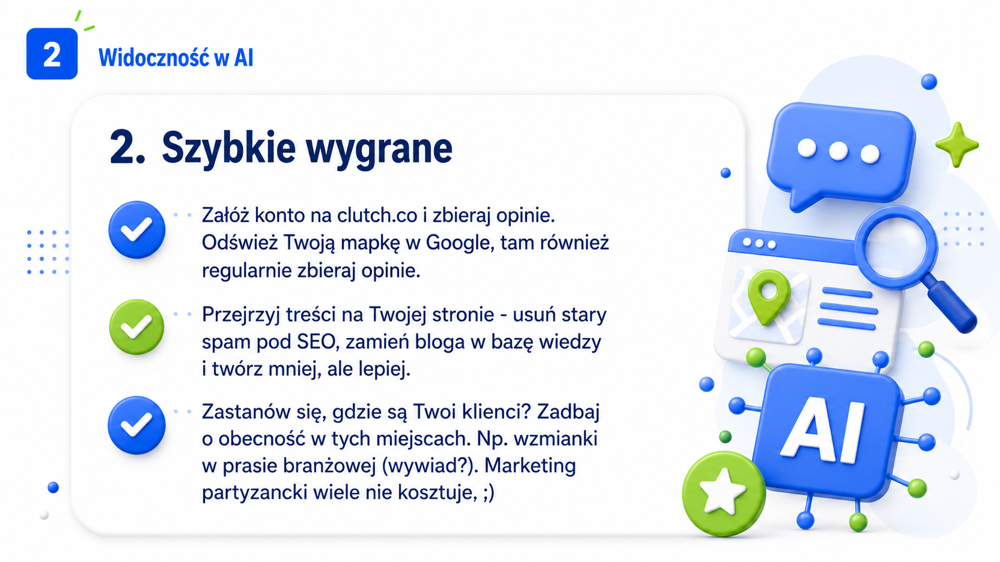 2
Widoczność w AI
2. Szybkie wygrane
Załóż konto na clutch.co i zbieraj opinie.
Odśwież Twoją mapkę w Google, tam również
regularnie zbieraj opinie.
Przejrzyj treści na Twojej stronie - usuń stary
spam pod SEO, zamień bloga w bazę wiedzy
i twórz mniej, ale lepiej.
Zastanów się, gdzie są Twoi klienci? Zadbaj
o obecność w tych miejscach. Np. wzmianki
w prasie branżowej (wywiad?). Marketing
partyzancki wiele nie kosztuje, ;)
AI